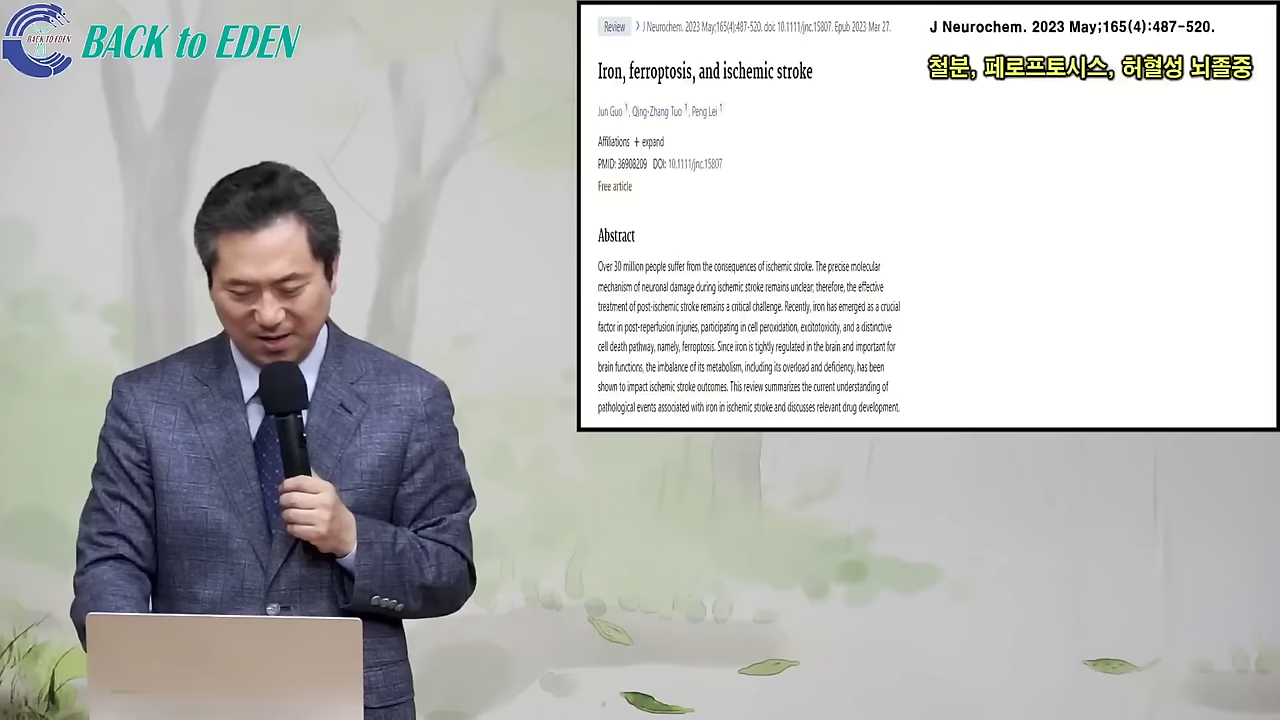 BACK TO EDEN
BACK to EDEN
Review > J Neurochem. 2023 May;165(4):487-520. doi: 10.1111/jnc.15807. Epub 2023 Mar 27.
Iron, ferroptosis, and ischemic stroke
Jun Guo 1, Qing-Zhang Tuo 1, Peng Lei 1
Affiliations + expand
PMID: 36908209 DOI: 10.1111/jnc.15807
Free article
Abstract
Over 30 million people suffer from the consequences of ischemic stroke. The precise molecular
mechanism of neuronal damage during ischemic stroke remains unclear; therefore, the effective
treatment of post-ischemic stroke remains a critical challenge. Recently, iron has emerged as a crucial
factor in post-reperfusion injuries, participating in cell peroxidation, excitotoxicity, and a distinctive
cell death pathway, namely, ferroptosis. Since iron is tightly regulated in the brain and important for
brain functions, the imbalance of its metabolism, including its overload and deficiency, has been
shown to impact ischemic stroke outcomes. This review summarizes the current understanding of
pathological events associated with iron in ischemic stroke and discusses relevant drug development.
J Neurochem. 2023 May;165(4):487-520.
철분, 페로프토시스, 허혈성 뇌졸중